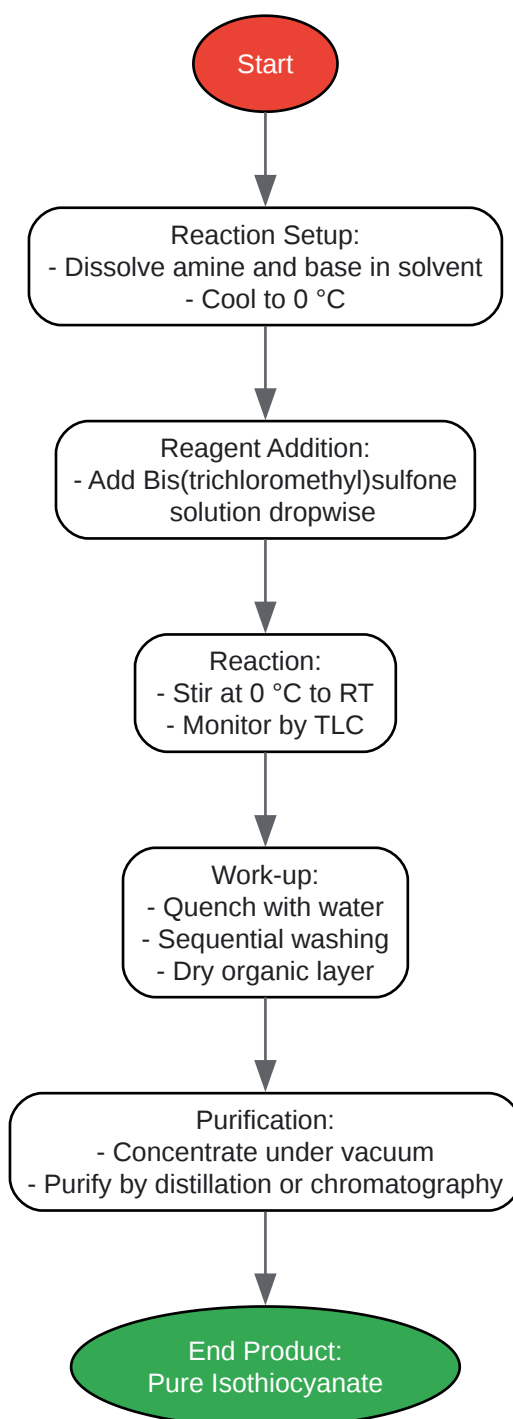 Start
Reaction Setup:
- Dissolve amine and base in solvent
- Cool to 0 °C
Reagent Addition:
- Add Bis(trichloromethyl)sulfone
solution dropwise
Reaction:
- Stir at 0 °C to RT
- Monitor by TLC
Work-up:
- Quench with water
- Sequential washing
- Dry organic layer
Purification:
- Concentrate under vacuum
- Purify by distillation or chromatography
End Product:
Pure Isothiocyanate